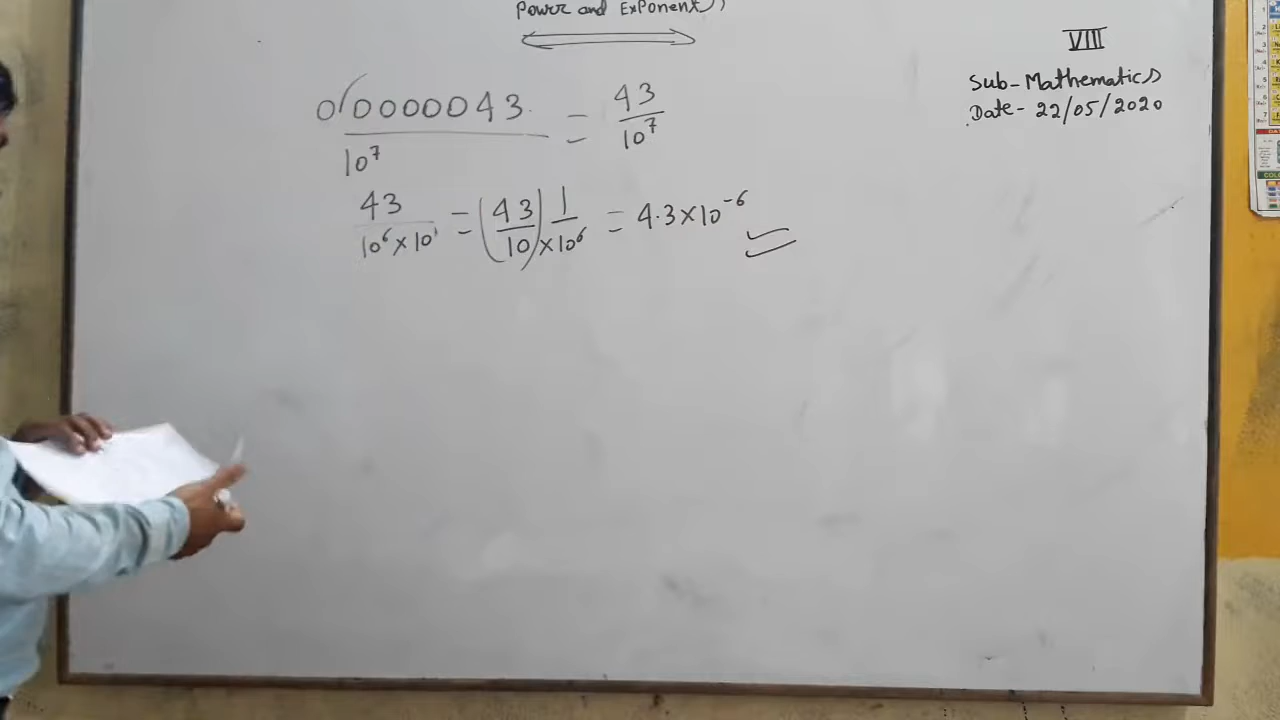 Power and Exponent
VIII
Sub-Mathematics
Date- 22/05/2020
0/0000043 / 10⁷ = 43 / 10⁷
43 / 10⁶ × 10¹ = (43 / 10) 1 / × 10⁶ = 4.3 × 10⁻⁶